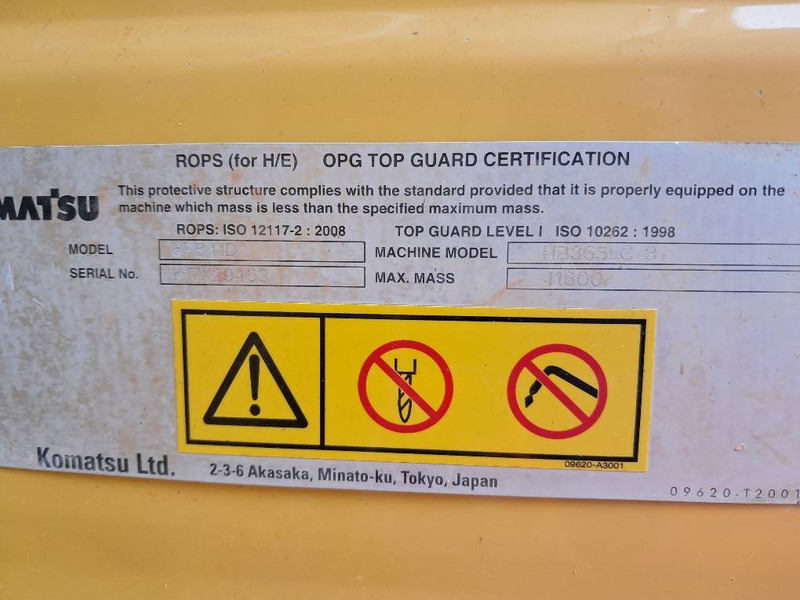 ROPS (for H/E) OPG TOP GUARD CERTIFICATION
MATSU
This protective structure complies with the standard provided that it is properly equipped on the
machine which mass is less than the specified maximum mass.
ROPS: ISO 12117-2 : 2008 TOP GUARD LEVEL I ISO 10262 : 1998
MODEL MACHINE MODEL HB365LC-3
SERIAL No. MAX. MASS 41900
09620-A3001
Komatsu Ltd. 2-3-6 Akasaka, Minato-ku, Tokyo, Japan
09620-T2001